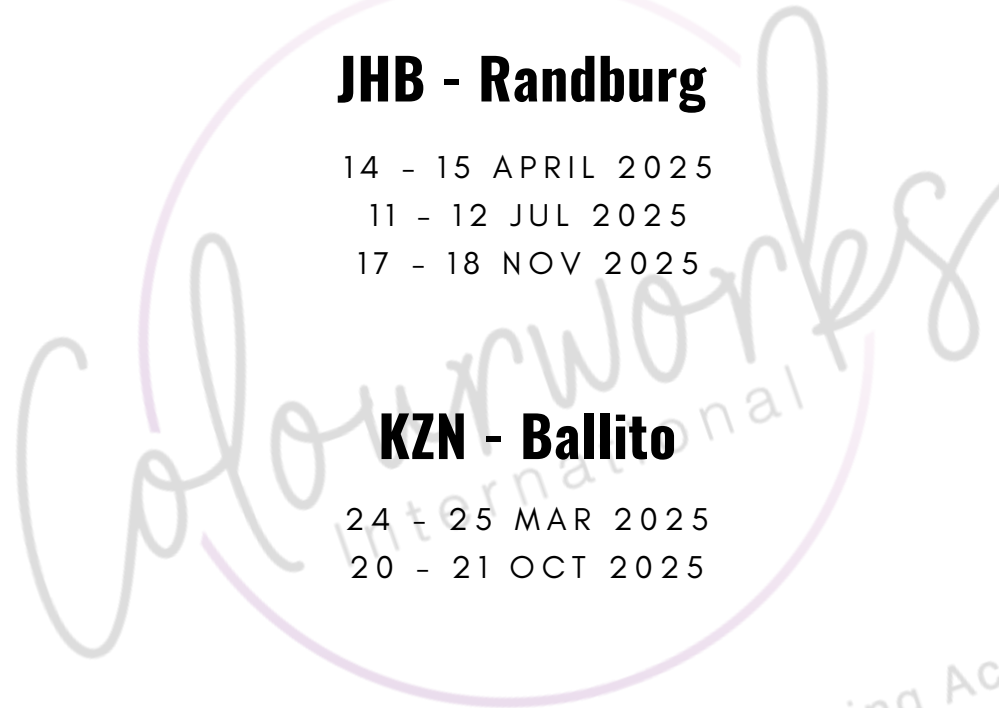 JHB - Randburg
14 - 15 APRIL 2025
11 - 12 JUL 2025
17 - 18 NOV 2025
Colourworks
International
KZN - Ballito
24 - 25 MAR 2025
20 - 21 OCT 2025